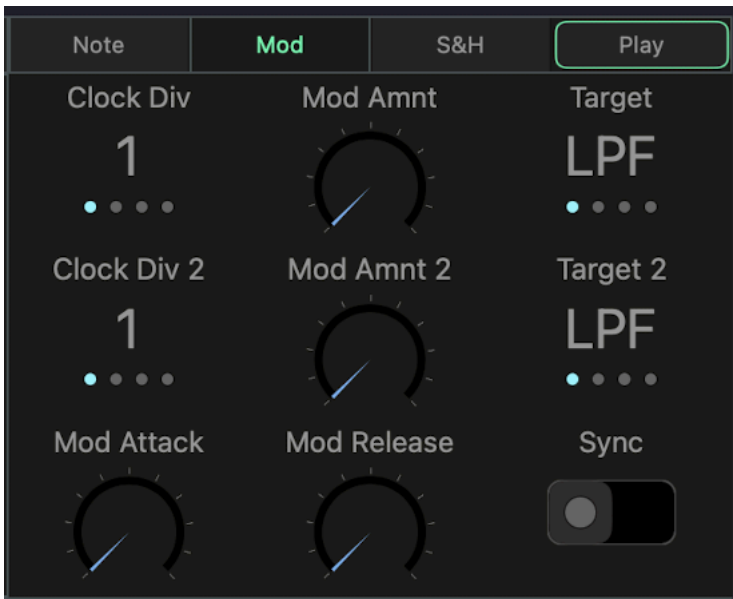 Note Mod S&H Play
Clock Div Mod Amnt Target
1 LPF
Clock Div 2 Mod Amnt 2 Target 2
1 LPF
Mod Attack Mod Release Sync